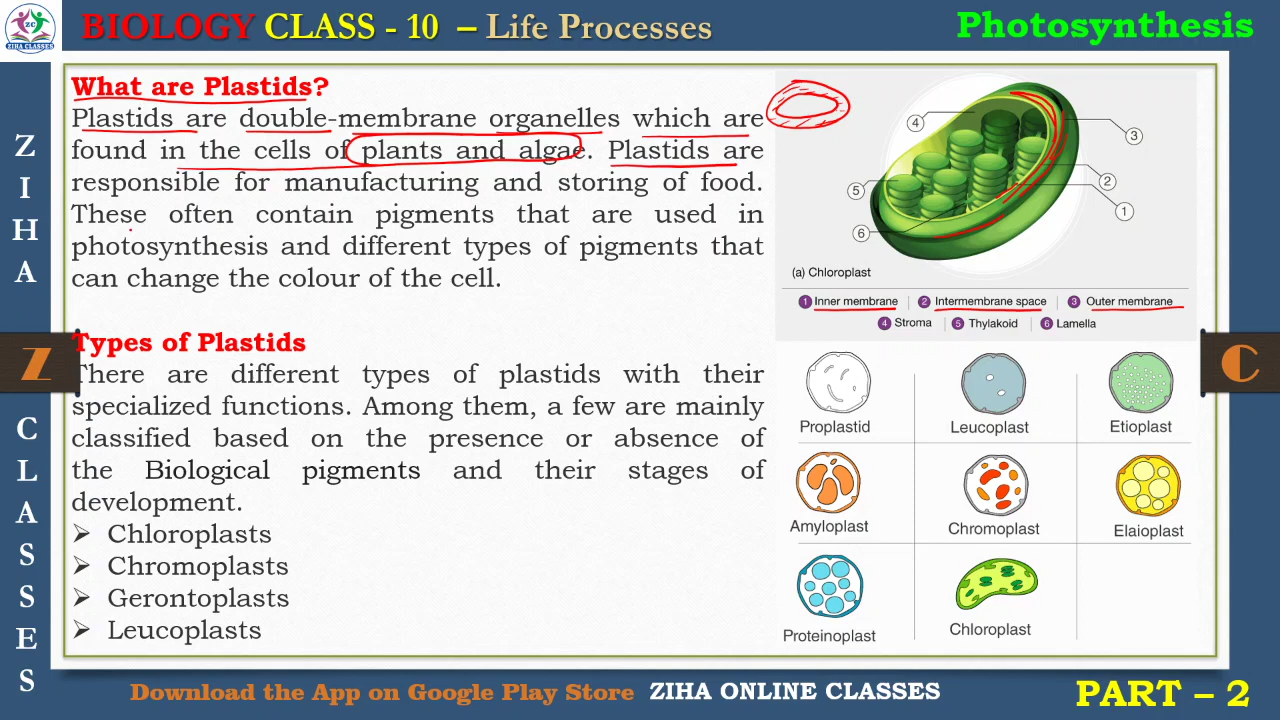 ZC
ZIHA CLASSES
BIOLOGY CLASS - 10 – Life Processes
Photosynthesis
Z
I
H
A
Z
C
L
A
S
S
E
S
What are Plastids?
Plastids are double-membrane organelles which are
found in the cells of plants and algae. Plastids are
responsible for manufacturing and storing of food.
These often contain pigments that are used in
photosynthesis and different types of pigments that
can change the colour of the cell.
Types of Plastids
There are different types of plastids with their
specialized functions. Among them, a few are mainly
classified based on the presence or absence of
the Biological pigments and their stages of
development.
➢ Chloroplasts
➢ Chromoplasts
➢ Gerontoplasts
➢ Leucoplasts
4
3
5
2
1
6
(a) Chloroplast
1 Inner membrane | 2 Intermembrane space | 3 Outer membrane
4 Stroma | 5 Thylakoid | 6 Lamella
Proplastid Leucoplast Etioplast
Amyloplast Chromoplast Elaioplast
Proteinoplast Chloroplast
C
Download the App on Google Play Store ZIHA ONLINE CLASSES
PART – 2